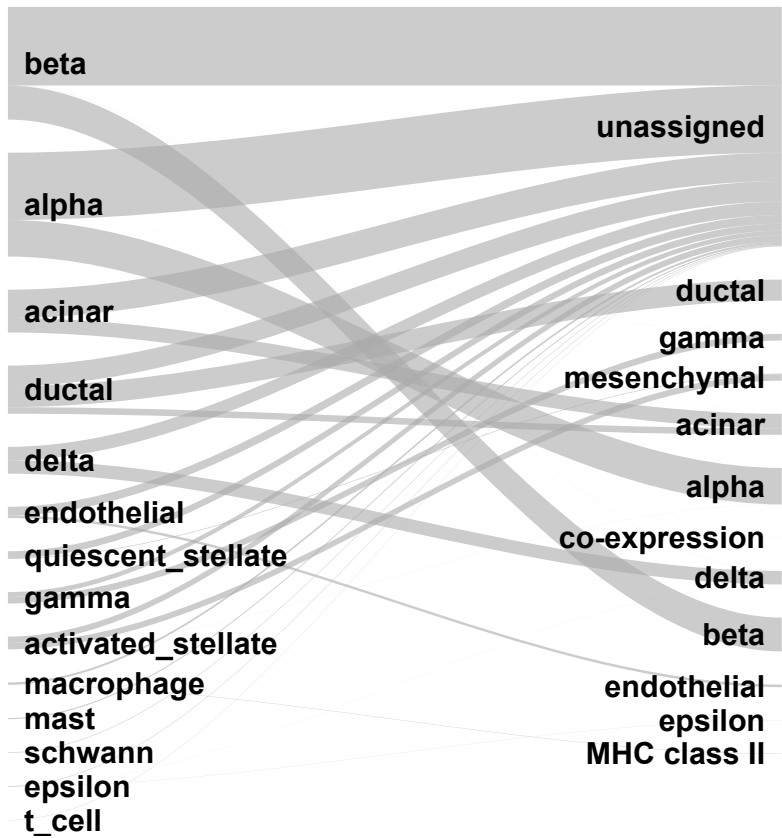 beta
alpha
acinar
ductal
delta
endothelial
quiescent_stellate
gamma
activated_stellate
macrophage
mast
schwann
epsilon
t_cell
unassigned
ductal
gamma
mesenchymal
acinar
alpha
co-expression
delta
beta
endothelial
epsilon
MHC class II